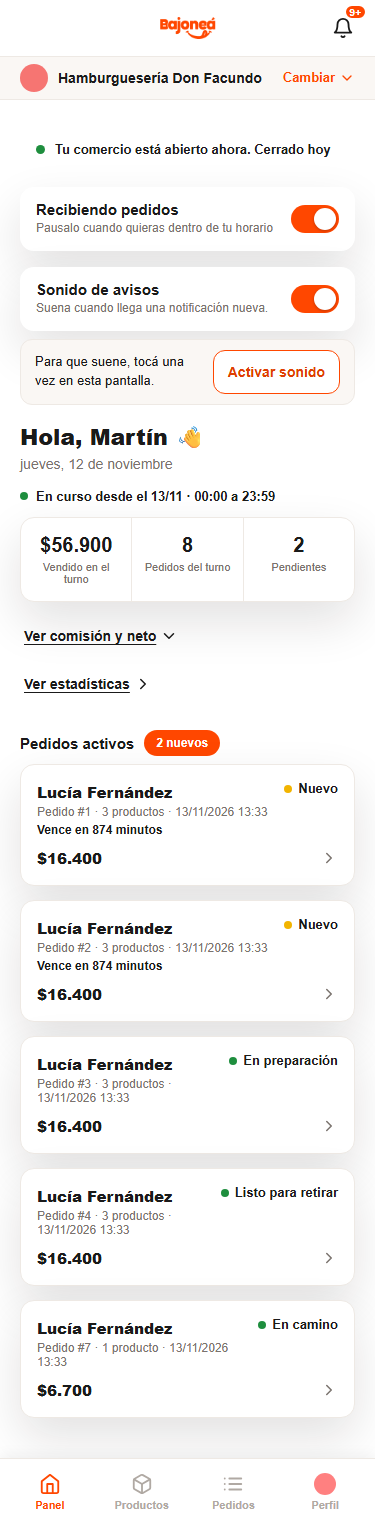 Bajoneá
9+
Hamburguesería Don Facundo
Cambiar
Tu comercio está abierto ahora. Cerrado hoy
Recibiendo pedidos
Pausalo cuando quieras dentro de tu horario
Sonido de avisos
Suena cuando llega una notificación nueva.
Para que suene, tocá una
vez en esta pantalla.
Activar sonido
Hola, Martín 👋
jueves, 12 de noviembre
En curso desde el 13/11 · 00:00 a 23:59
$56.900
Vendido en el
turno
8
Pedidos del turno
2
Pendientes
Ver comisión y neto
Ver estadísticas
Pedidos activos
2 nuevos
Lucía Fernández
Nuevo
Pedido #1 · 3 productos · 13/11/2026 13:33
Vence en 874 minutos
$16.400
Lucía Fernández
Nuevo
Pedido #2 · 3 productos · 13/11/2026 13:33
Vence en 874 minutos
$16.400
Lucía Fernández
En preparación
Pedido #3 · 3 productos ·
13/11/2026 13:33
$16.400
Lucía Fernández
Listo para retirar
Pedido #4 · 3 productos ·
13/11/2026 13:33
$16.400
Lucía Fernández
En camino
Pedido #7 · 1 producto · 13/11/2026
13:33
$6.700
Panel
Productos
Pedidos
Perfil